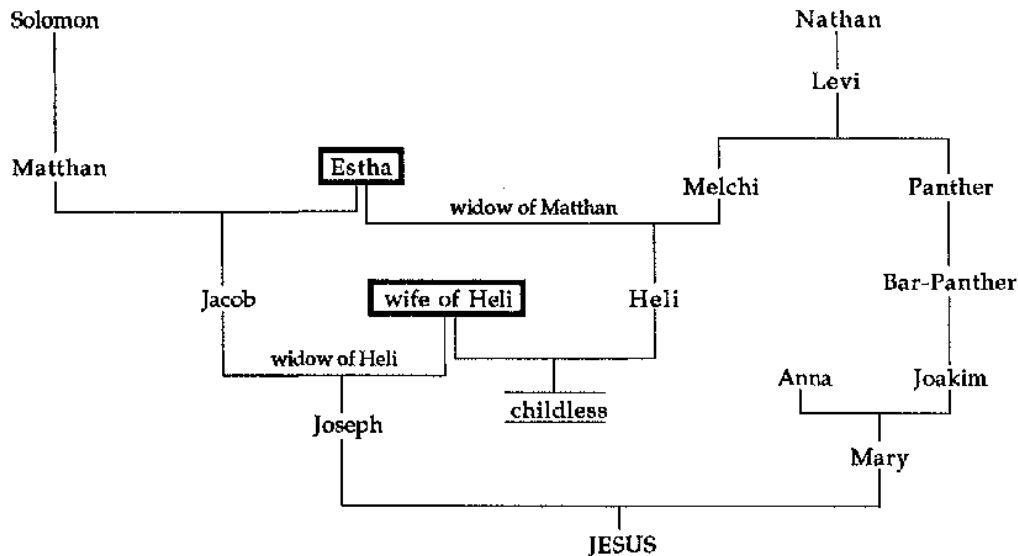 Solomon
Nathan
Levi
Matthan
Estha
Melchi
Panther
widow of Matthan
Jacob
wife of Heli
Heli
Bar-Panther
widow of Heli
Anna
Joakim
childless
Joseph
Mary
JESUS